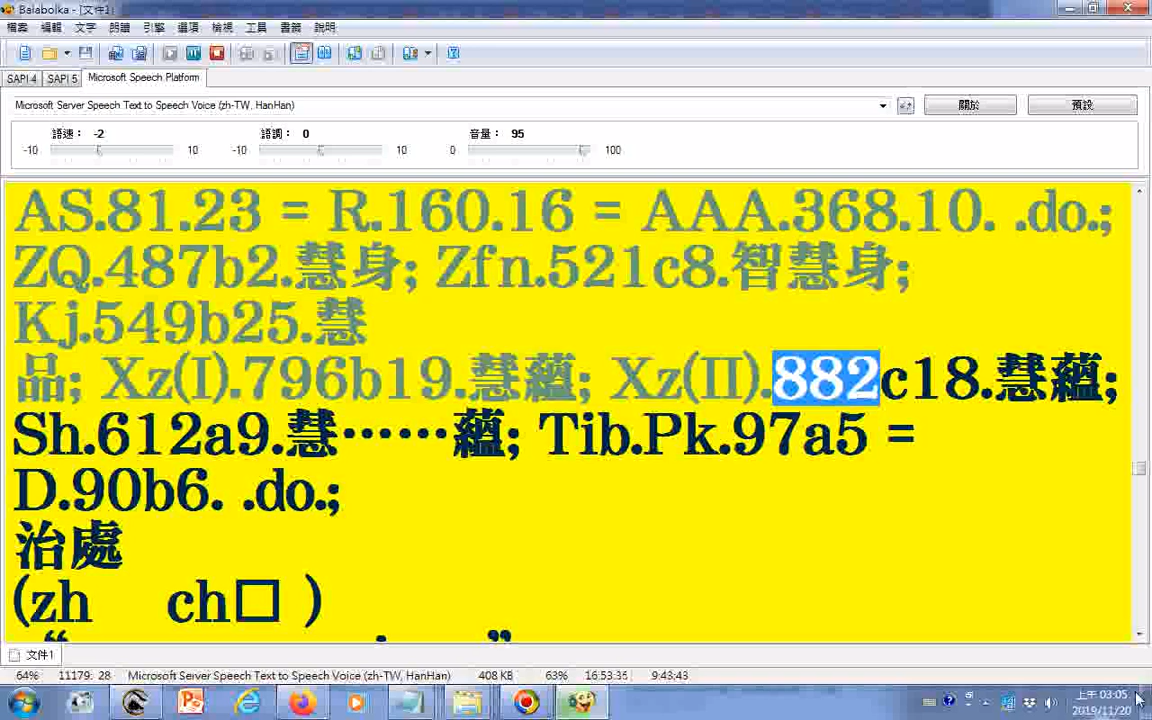 Balabolka - [文件1]
檔案 編輯 文字 朗讀 引擎 選項 檢視 工具 書籤 說明
SAPI 4 SAPI 5 Microsoft Speech Platform
Microsoft Server Speech Text to Speech Voice (zh-TW, HanHan) 關於 預設
語速： -2 語調： 0 音量： 95
-10 10 -10 10 0 100
AS.81.23 = R.160.16 = AAA.368.10. .do.;
ZQ.487b2.慧身; Zfn.521c8.智慧身;
Kj.549b25.慧
品; Xz(I).796b19.慧蘊; Xz(II).882c18.慧蘊;
Sh.612a9.慧……蘊; Tib.Pk.97a5 =
D.90b6. .do.;
治處
(zh ch□ )
文件1
64% 11179: 28 Microsoft Server Speech Text to Speech Voice (zh-TW, HanHan) 408 KB 63% 16:53:35 9:43:43
上午 03:05
2019/11/20